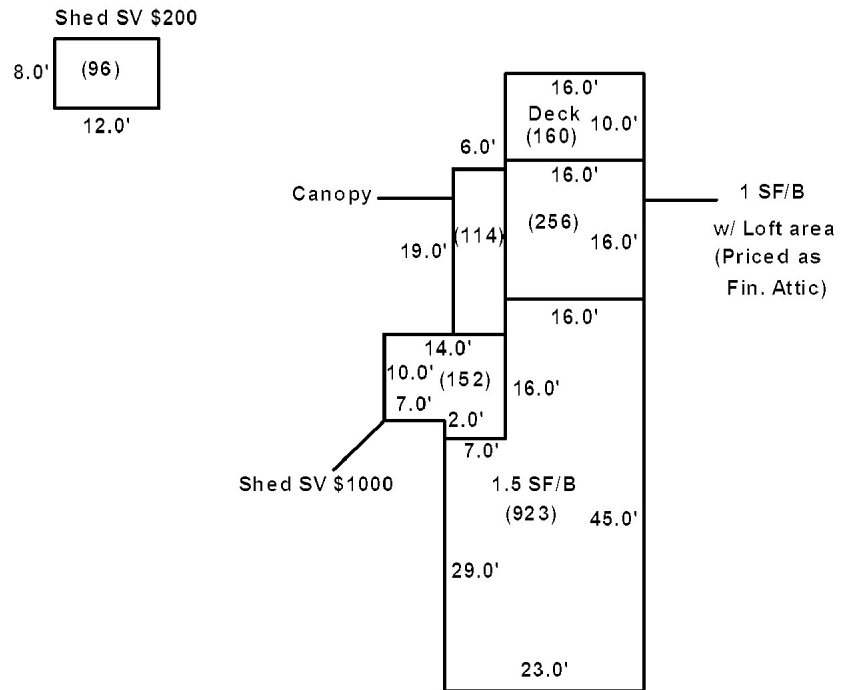 Shed SV $200
8.0'
(96)
12.0'
16.0'
Deck
10.0'
(160)
6.0'
16.0'
Canopy
1 SF/B
w/ Loft area
(Priced as
Fin. Attic)
(256)
(114)
19.0'
16.0'
16.0'
14.0'
10.0'
(152)
16.0'
7.0'
2.0'
7.0'
Shed SV $1000
1.5 SF/B
(923)
45.0'
29.0'
23.0'